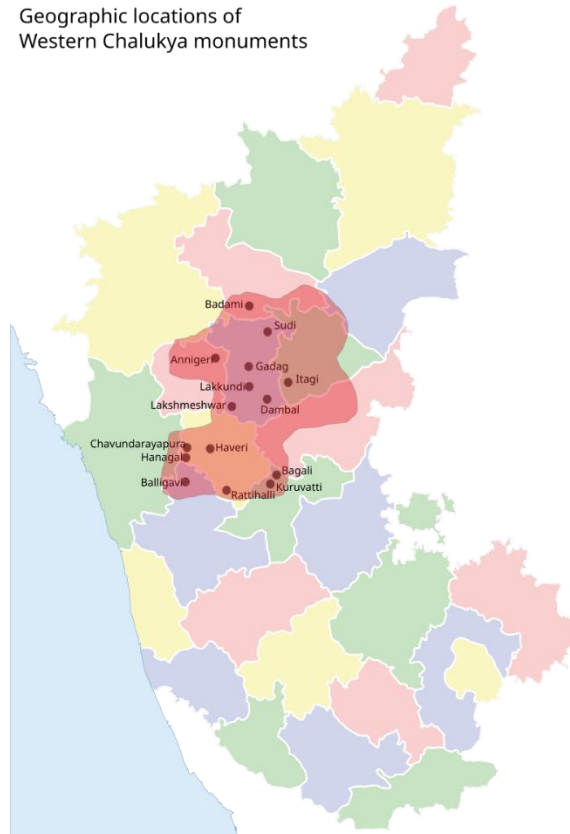 Geographic locations of
Western Chalukya monuments
Badami
Sudi
Annigeri
Gadag
Itagi
Lakkundi
Lakshmeshwar
Dambal
Chavundarayapura
Haveri
Hanagal
Bagali
Balligavi
Kuruvatti
Rattihalli